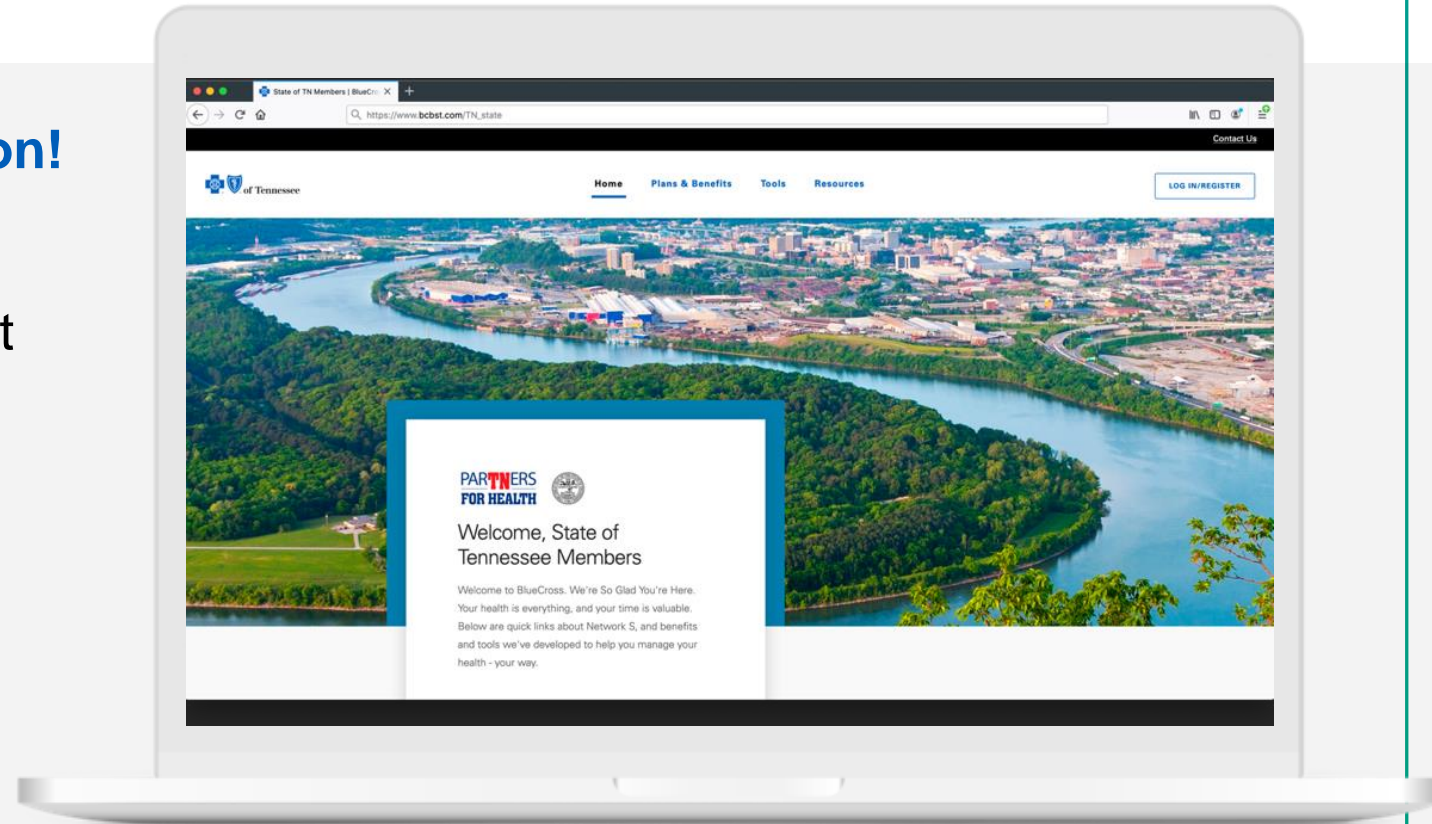 on!
t
State of TN Members | BlueCro
https://www.bcbst.com/TN_state
Contact Us
of Tennessee
Home Plans & Benefits Tools Resources
LOG IN/REGISTER
PARTNERS
FOR HEALTH
Welcome, State of
Tennessee Members
Welcome to BlueCross. We're So Glad You're Here.
Your health is everything, and your time is valuable.
Below are quick links about Network S, and benefits
and tools we've developed to help you manage your
health - your way.